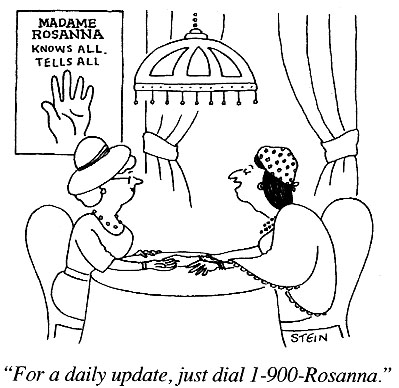 MADAME
ROSANNA
KNOWS ALL.
TELLS ALL
STEIN
“For a daily update, just dial 1-900-Rosanna.”